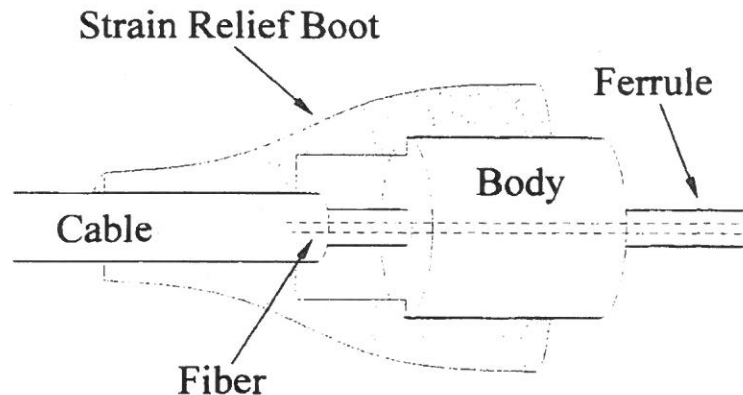 Strain Relief Boot
Ferrule
Body
Cable
Fiber